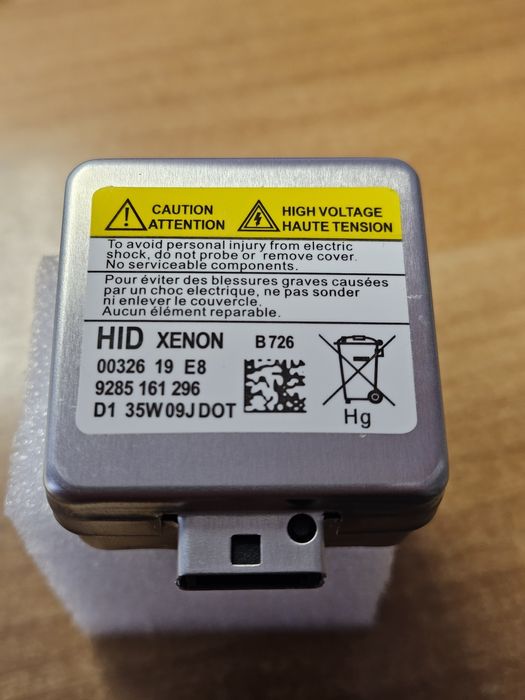 CAUTION
ATTENTION
HIGH VOLTAGE
HAUTE TENSION
To avoid personal injury from electric
shock, do not probe or remove cover.
No serviceable components.
Pour éviter des blessures graves causées
par un choc electrique, ne pas sonder
ni enlever le couvercle.
Aucun élément reparable.
HID XENON B726
00326 19 E8
9285 161 296
D1 35W 09J DOT
Hg